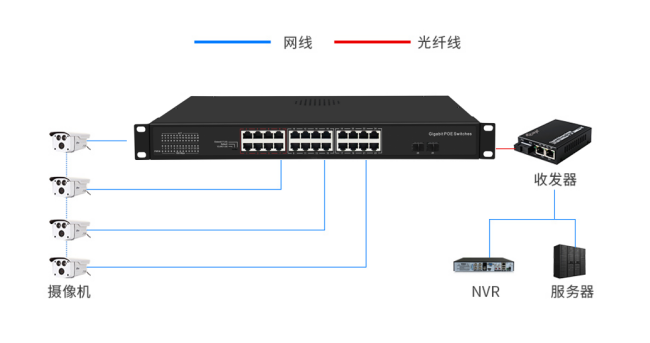 网线
光纤线
Gigabit POE Switches
收发器
摄像机
NVR
服务器